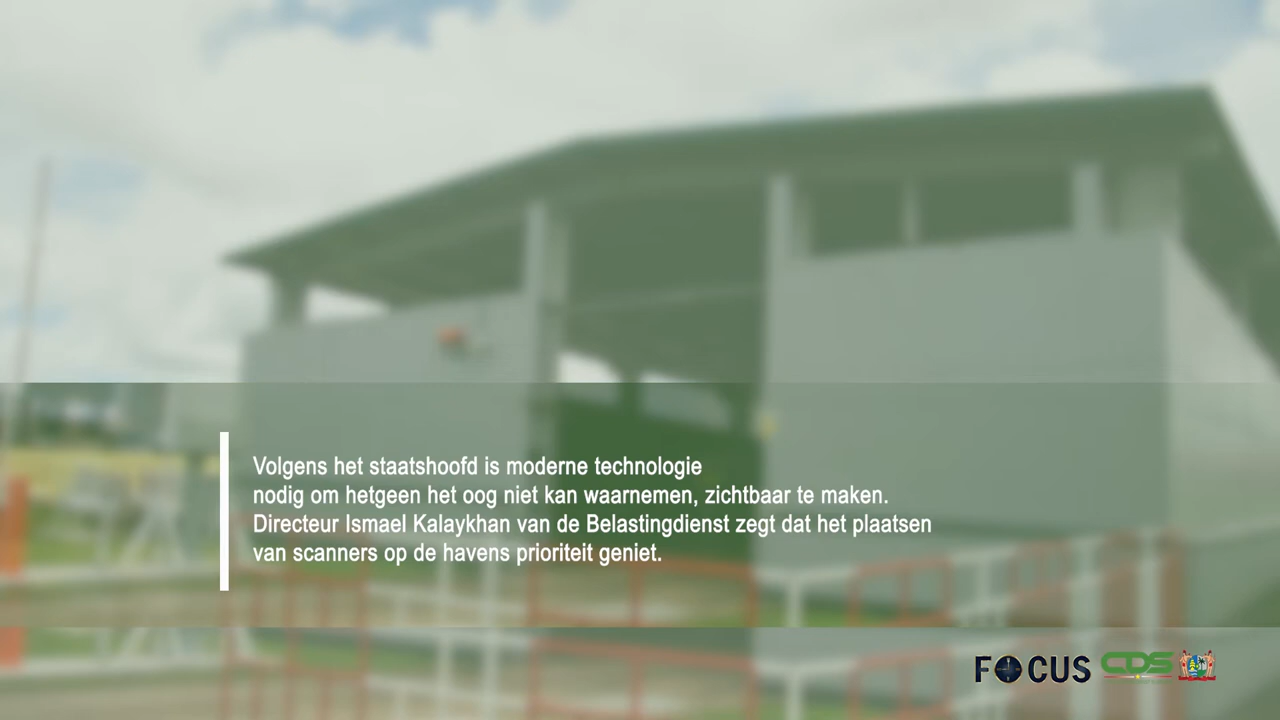 Volgens het staatshoofd is moderne technologie
nodig om hetgeen het oog niet kan waarnemen, zichtbaar te maken.
Directeur Ismael Kalaykhan van de Belastingdienst zegt dat het plaatsen
van scanners op de havens prioriteit geniet.
FOCUS CDS